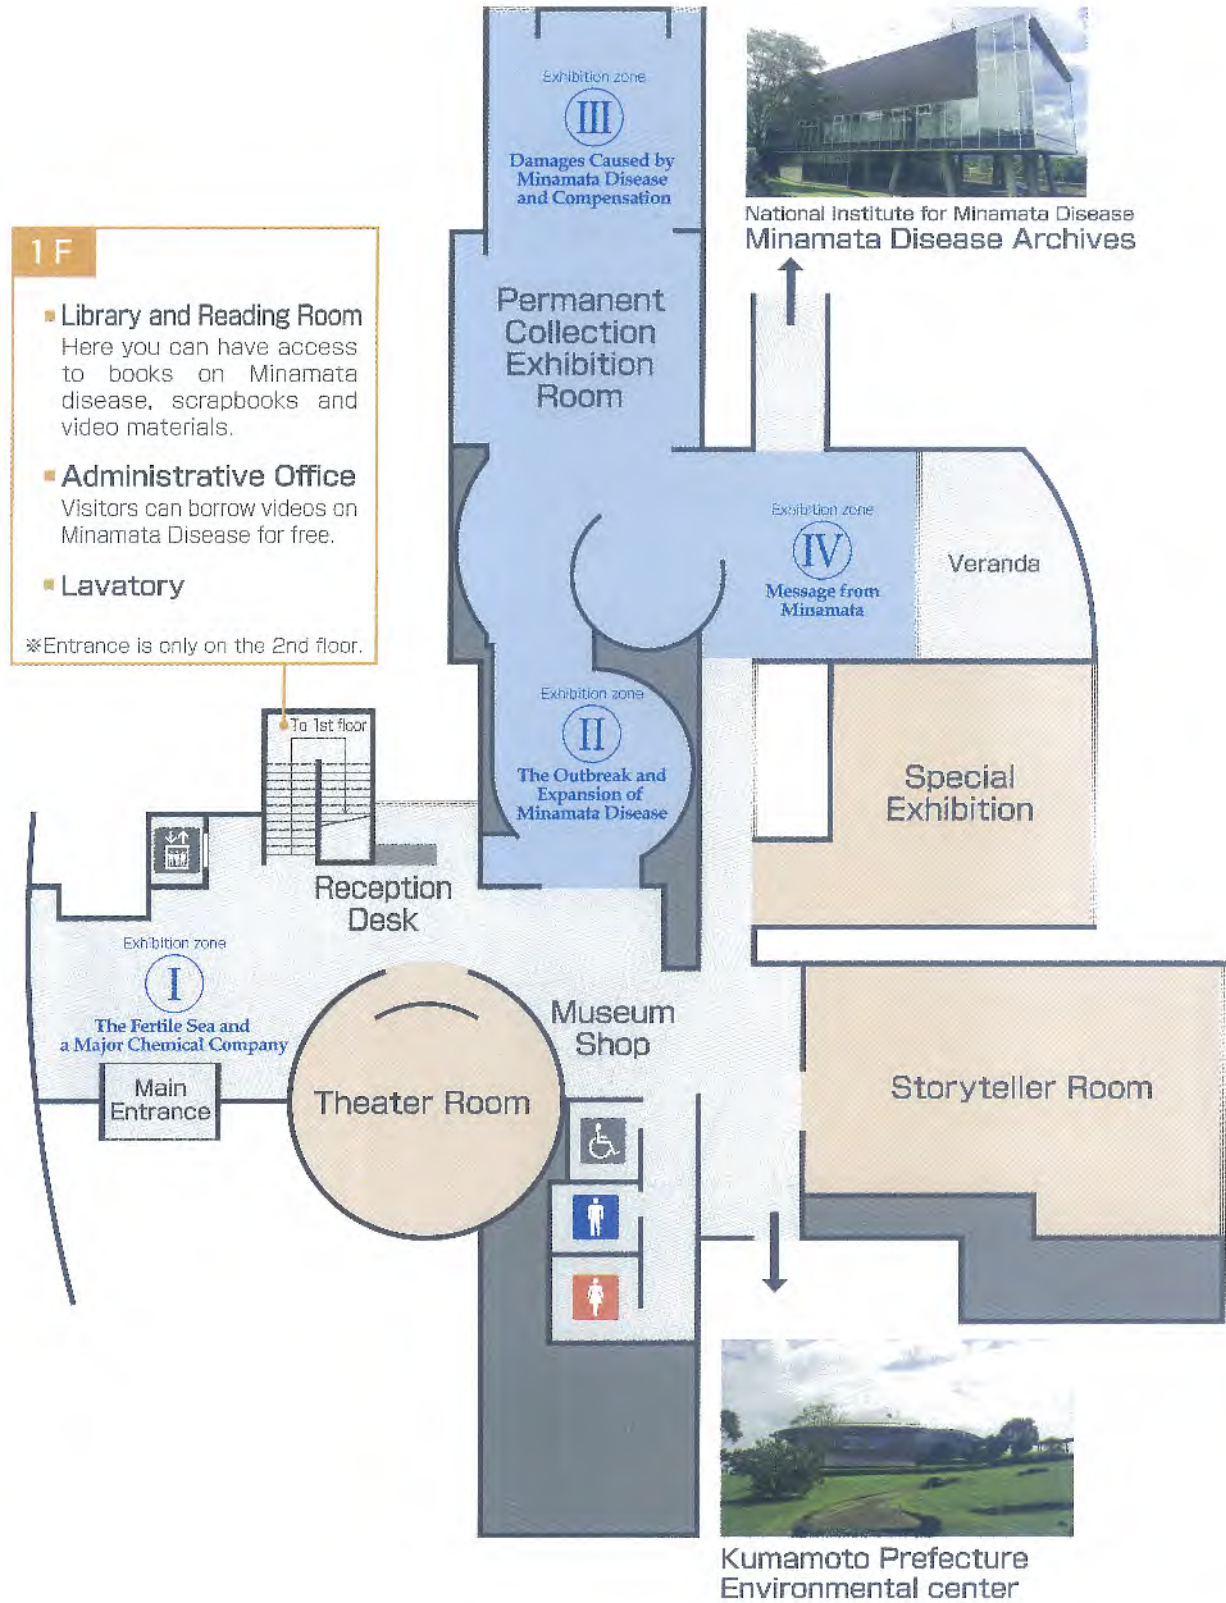 Exhibition zone
III
Damages Caused by
Minamata Disease
and Compensation
National Institute for Minamata Disease
Minamata Disease Archives
1F
Library and Reading Room
Here you can have access
to books on Minamata
disease, scrapbooks and
video materials.
Administrative Office
Visitors can borrow videos on
Minamata Disease for free.
Lavatory
※Entrance is only on the 2nd floor.
Permanent
Collection
Exhibition
Room
Exhibition zone
IV
Message from
Minamata
Veranda
Exhibition zone
II
The Outbreak and
Expansion of
Minamata Disease
To 1st floor
Special
Exhibition
Reception
Desk
Exhibition zone
I
The Fertile Sea and
a Major Chemical Company
Main
Entrance
Theater Room
Museum
Shop
Storyteller Room
Kumamoto Prefecture
Environmental center